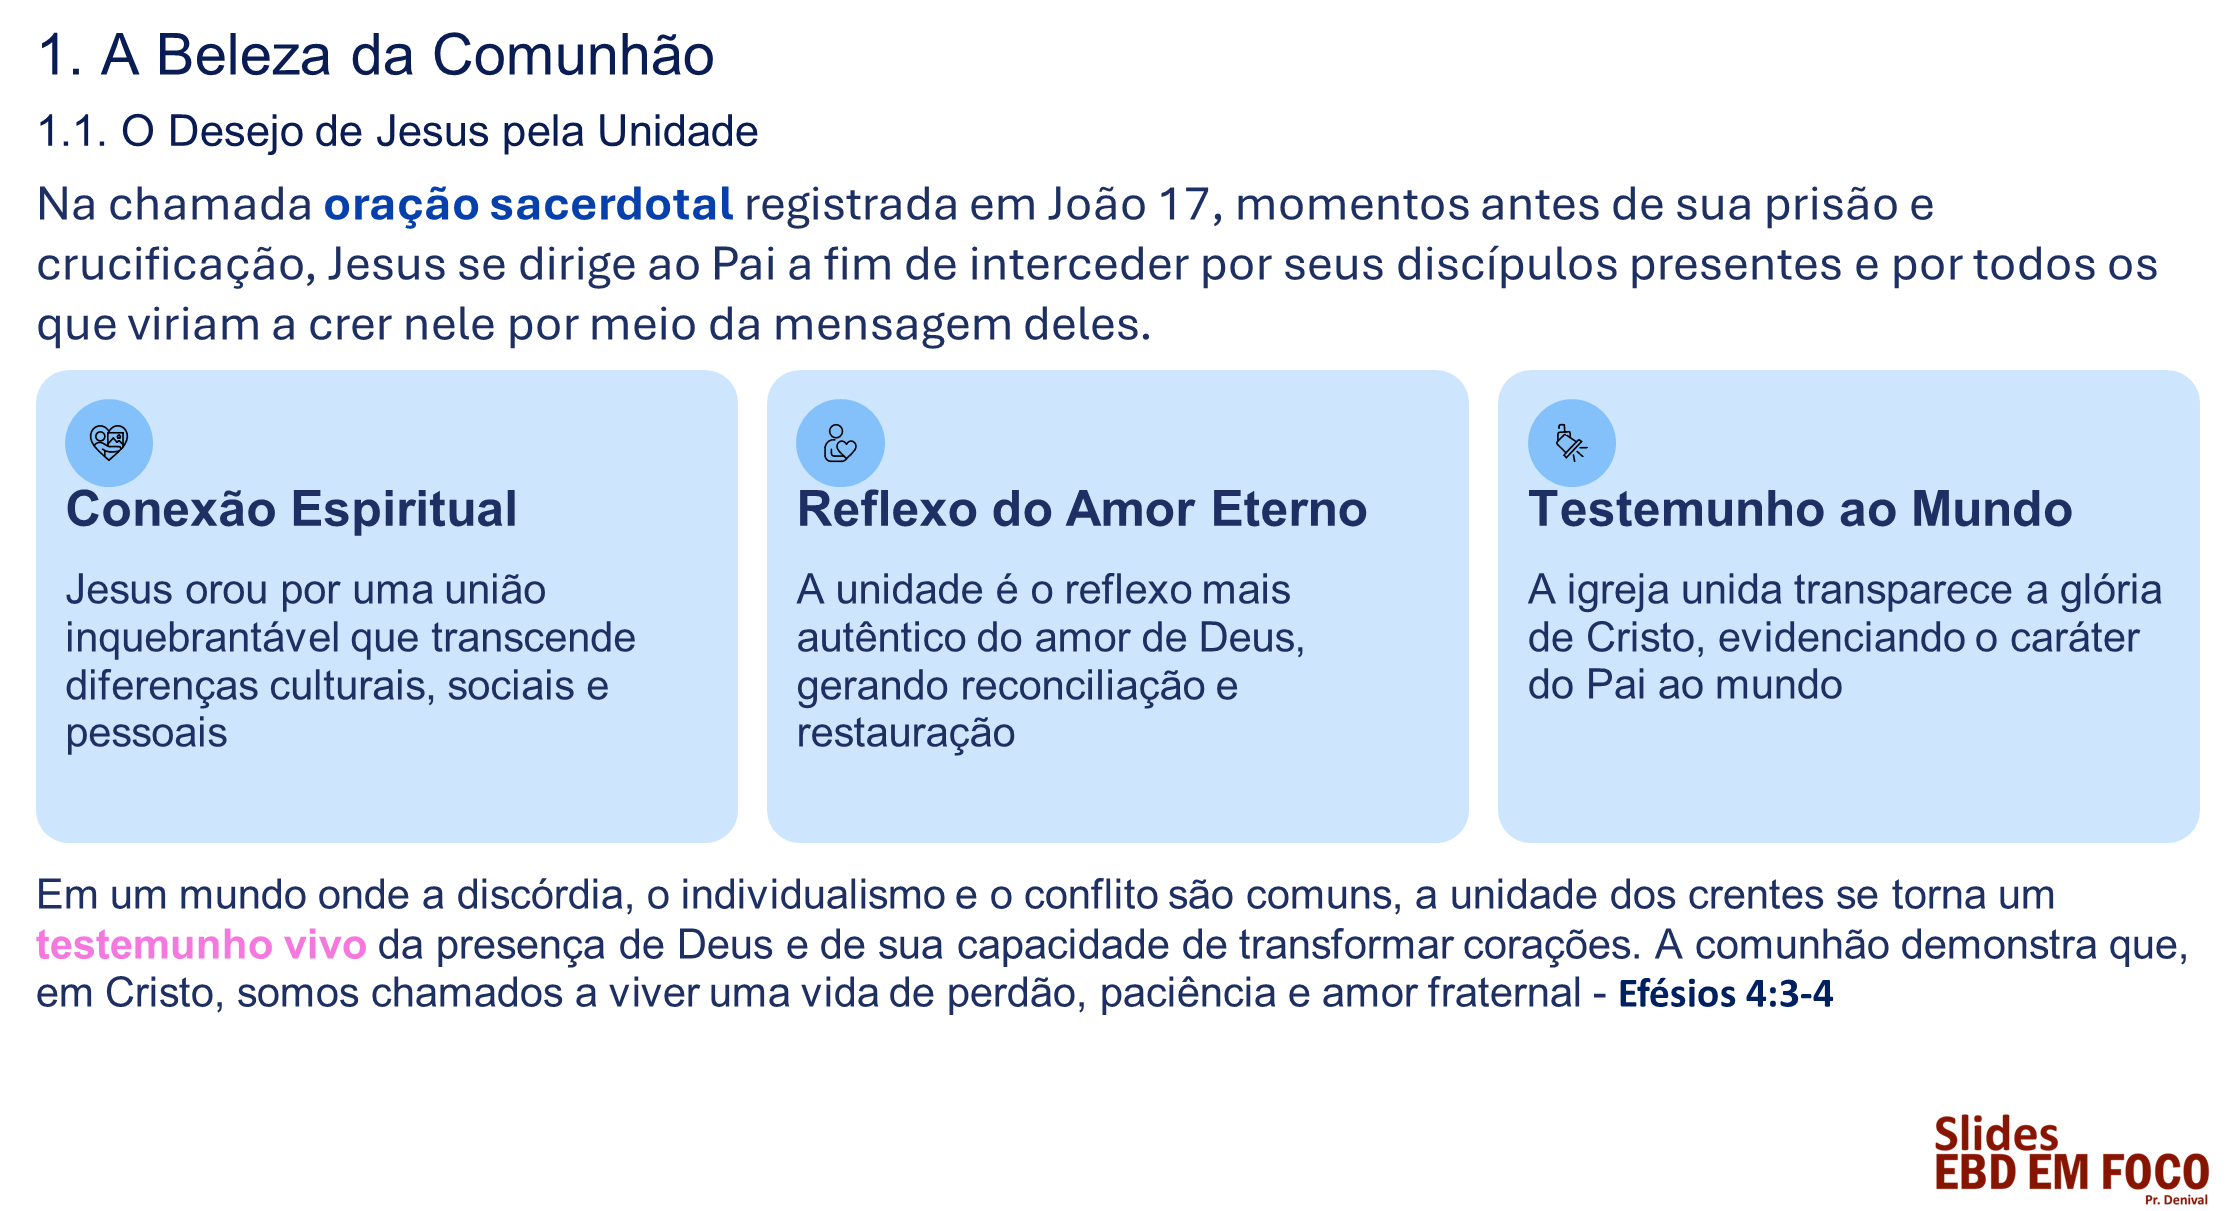 1. A Beleza da Comunhão
1.1. O Desejo de Jesus pela Unidade
Na chamada oração sacerdotal registrada em João 17, momentos antes de sua prisão e
crucificação, Jesus se dirige ao Pai a fim de interceder por seus discípulos presentes e por todos os
que viriam a crer nele por meio da mensagem deles.
Conexão Espiritual
Jesus orou por uma união
inquebrantável que transcende
diferenças culturais, sociais e
pessoais
Reflexo do Amor Eterno
A unidade é o reflexo mais
autêntico do amor de Deus,
gerando reconciliação e
restauração
Testemunho ao Mundo
A igreja unida transparece a glória
de Cristo, evidenciando o caráter
do Pai ao mundo
Em um mundo onde a discórdia, o individualismo e o conflito são comuns, a unidade dos crentes se torna um
testemunho vivo da presença de Deus e de sua capacidade de transformar corações. A comunhão demonstra que,
em Cristo, somos chamados a viver uma vida de perdão, paciência e amor fraternal - Efésios 4:3-4
Slides
EBD EM FOCO
Pr. Denival